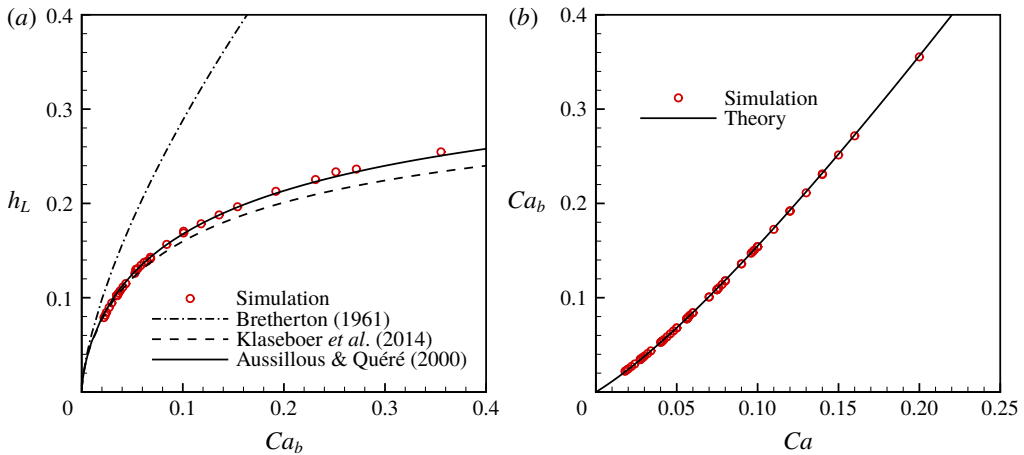 (a)
0.4
0.3
h_L
0.2
0.1
0
0.1
0.2
0.3
0.4
Ca_b
Simulation
Bretherton (1961)
Klaseboer et al. (2014)
Aussillous & Quéré (2000)
(b)
0.4
0.3
Ca_b
0.2
0.1
0
0.05
0.10
0.15
0.20
0.25
Ca
Simulation
Theory